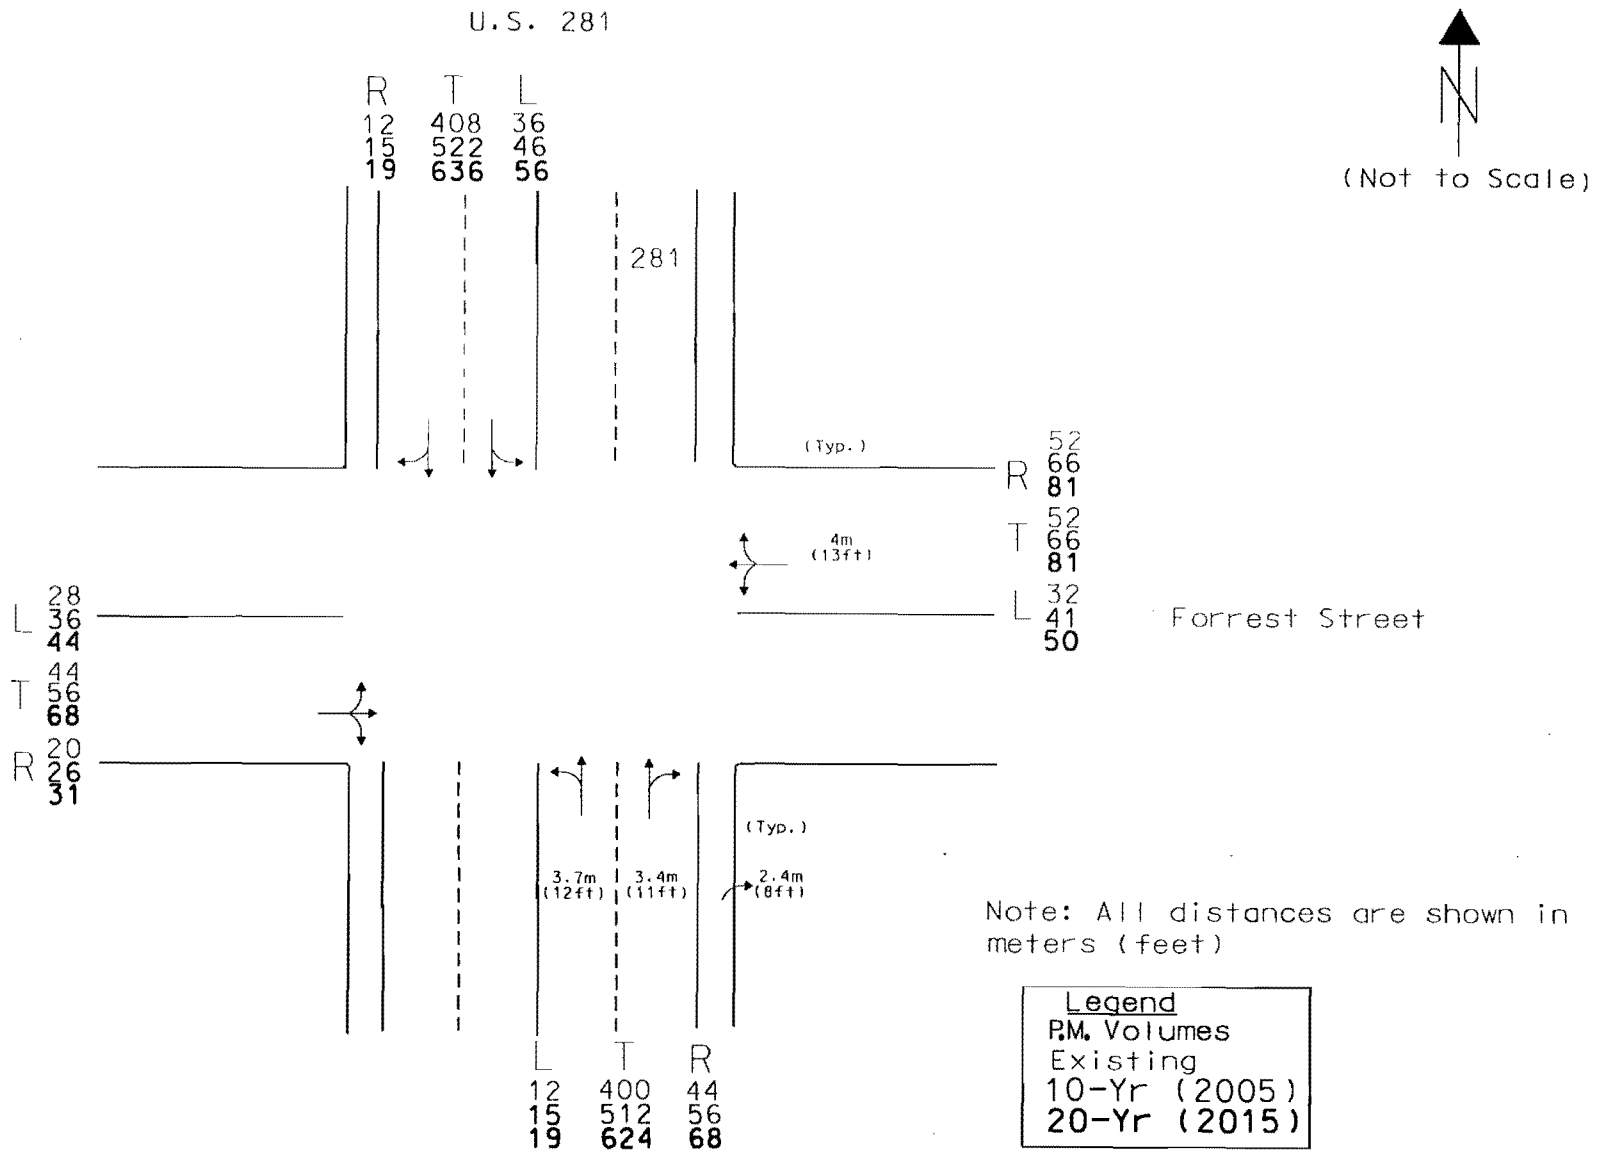 U.S. 281
N
(Not to Scale)
R T L
12 408 36
15 522 46
19 636 56
281
(Typ.)
R
52
66
81
T
52
66
81
L
32
41
50
4m
(13ft)
Forrest Street
L
28
36
44
T
44
56
68
R
20
26
31
(Typ.)
3.7m
(12ft)
3.4m
(11ft)
2.4m
(8ft)
L T R
12 400 44
15 512 56
19 624 68
Note: All distances are shown in
meters (feet)
Legend
P.M. Volumes
Existing
10-Yr (2005)
20-Yr (2015)